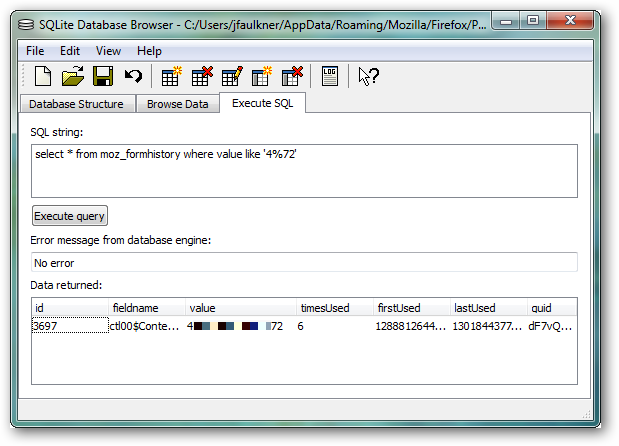 SQLite Database Browser - C:/Users/jfaulkner/AppData/Roaming/Mozilla/Firefox/P...
File Edit View Help
LOG
Database Structure Browse Data Execute SQL
SQL string:
select * from moz_formhistory where value like '4%72'
Execute query
Error message from database engine:
No error
Data returned:
id fieldname value timesUsed firstUsed lastUsed guid
3697 ctl00$Conte... 4 72 6 1288812644... 1301844377... dF7vQ...